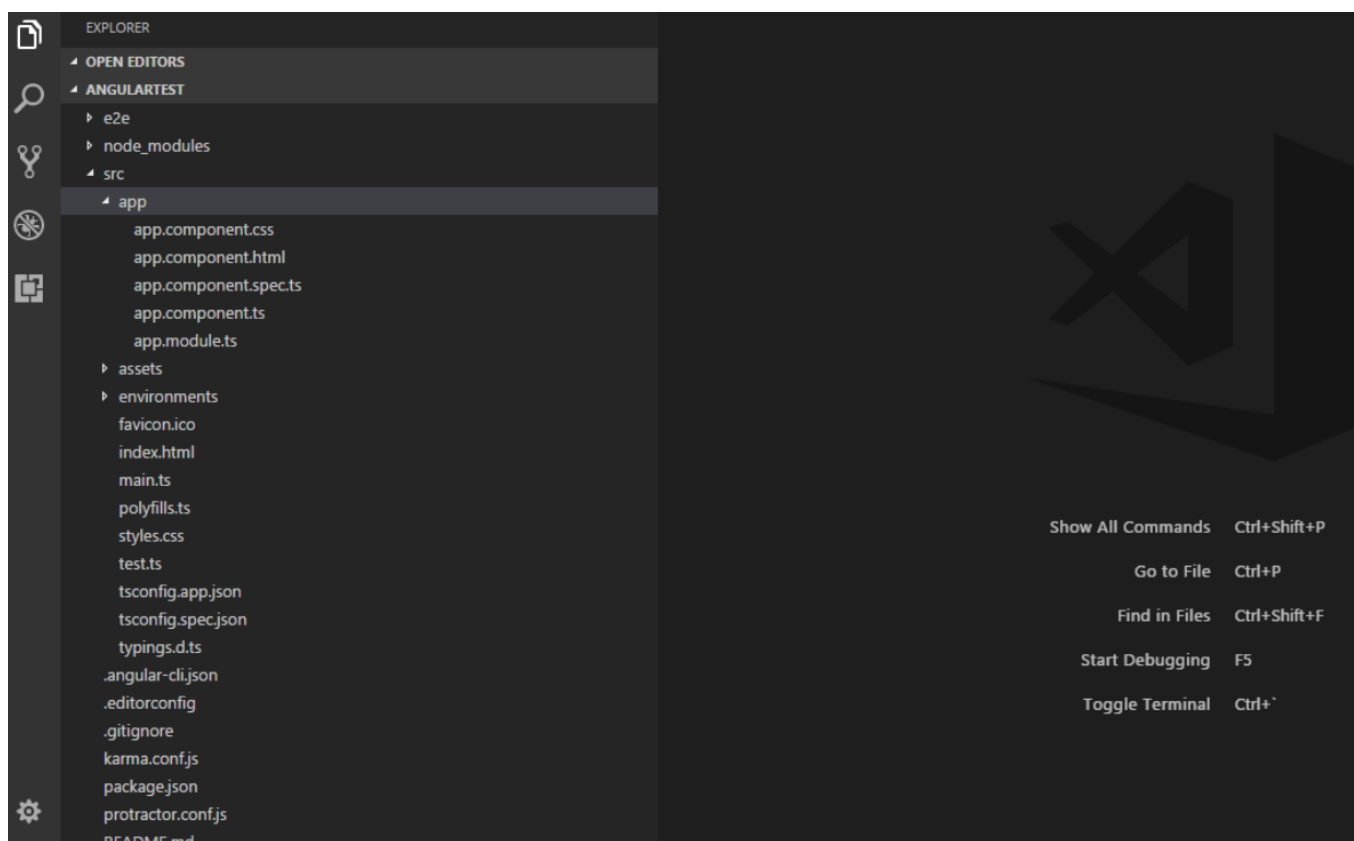 EXPLORER
OPEN EDITORS
ANGULARTEST
e2e
node_modules
src
app
app.component.css
app.component.html
app.component.spec.ts
app.component.ts
app.module.ts
assets
environments
favicon.ico
index.html
main.ts
polyfills.ts
styles.css
test.ts
tsconfig.app.json
tsconfig.spec.json
typings.d.ts
.angular-cli.json
.editorconfig
.gitignore
karma.conf.js
package.json
protractor.conf.js
README.md
Show All Commands Ctrl+Shift+P
Go to File Ctrl+P
Find in Files Ctrl+Shift+F
Start Debugging F5
Toggle Terminal Ctrl+`